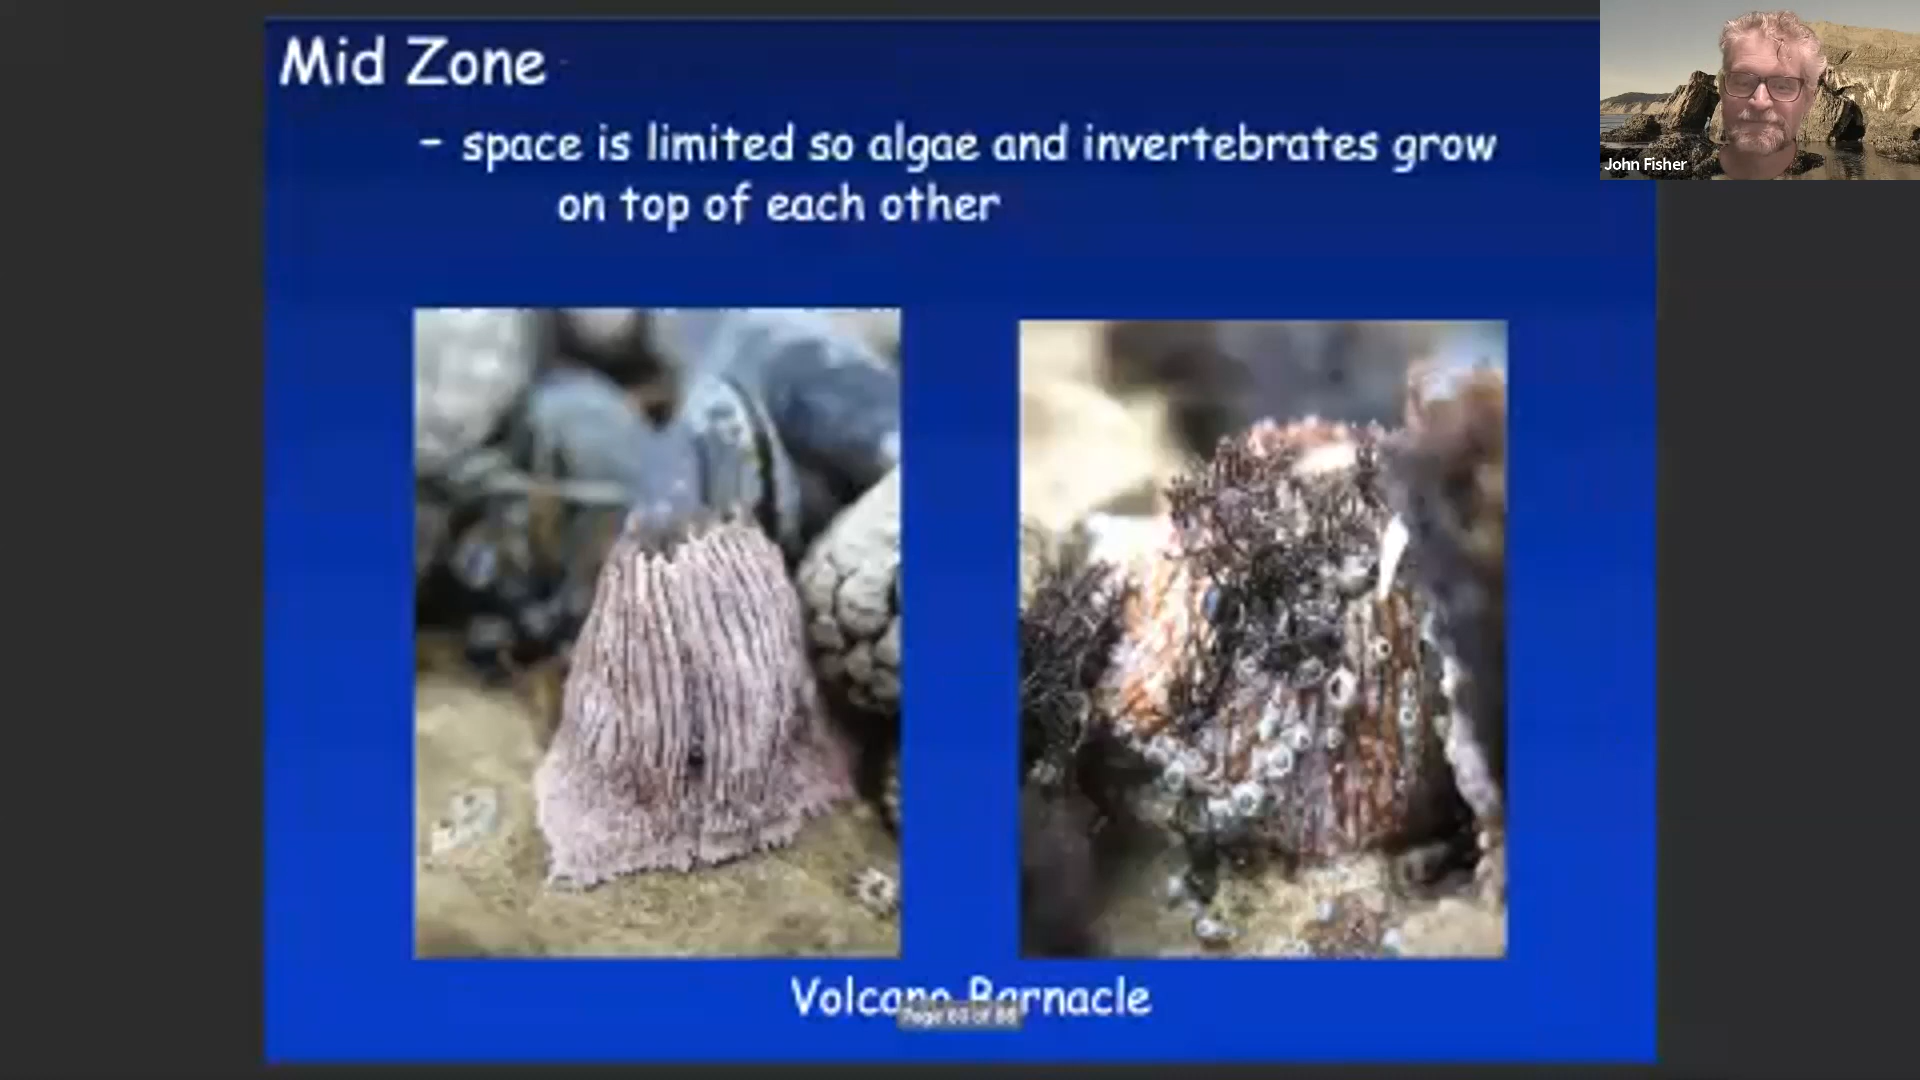 Mid Zone
- space is limited so algae and invertebrates grow
on top of each other
John Fisher
Volcano Barnacle